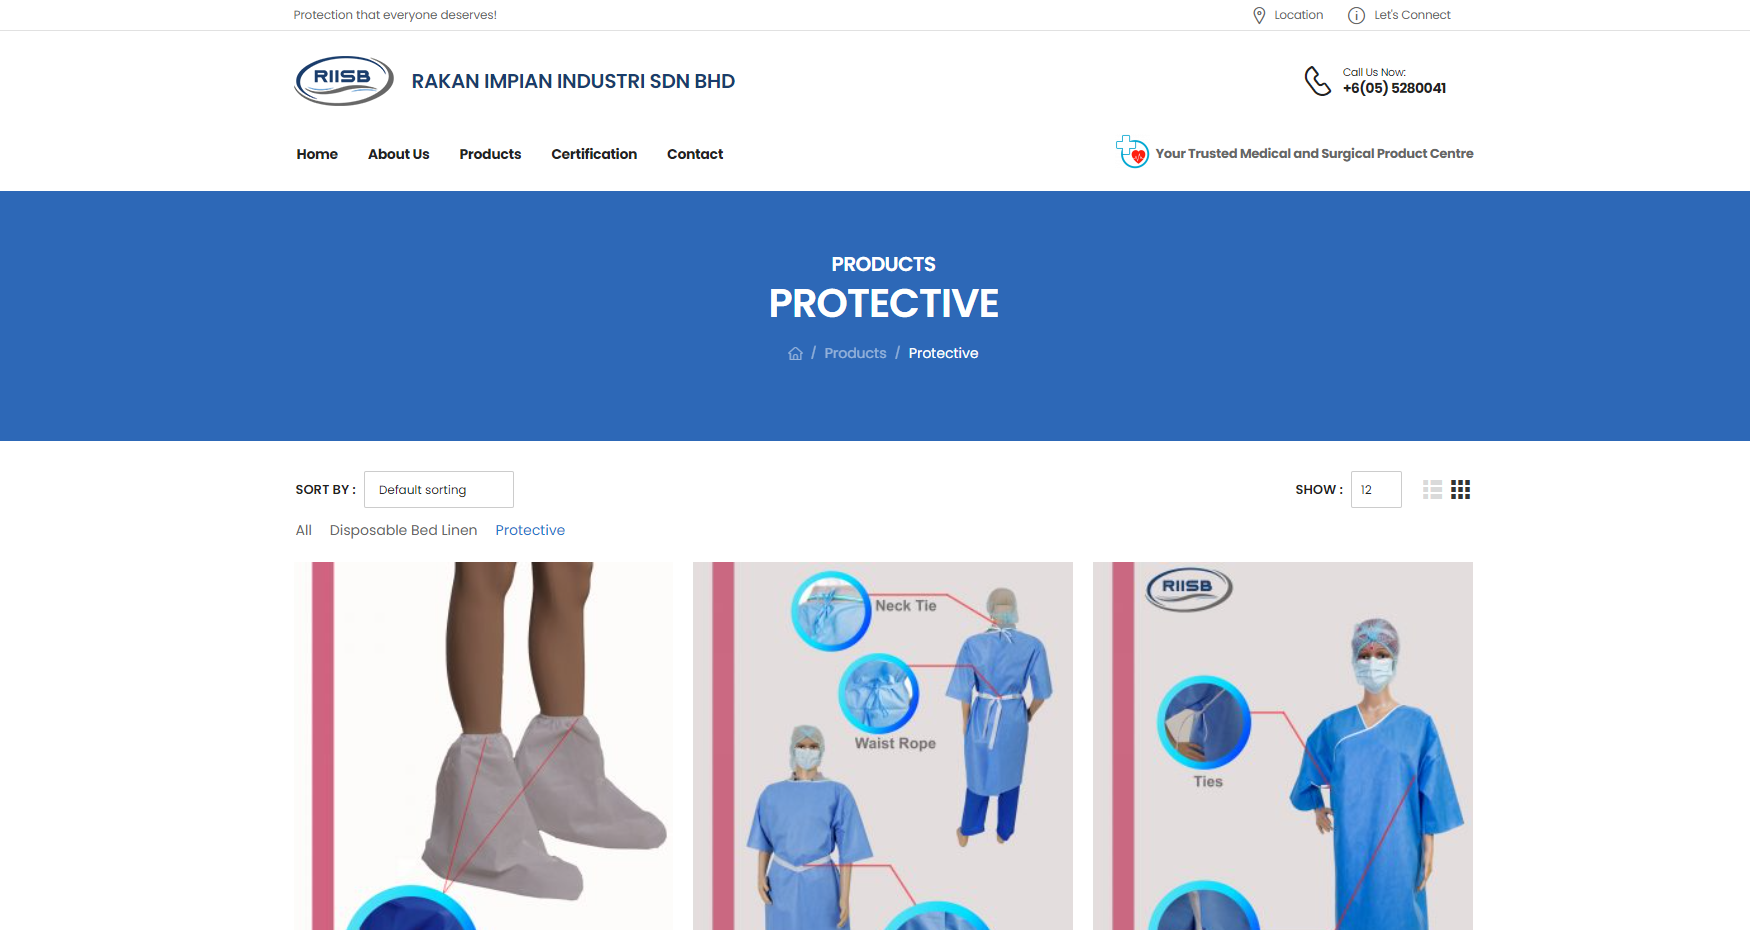 Protection that everyone deserves!
Location
Let's Connect
RIISB
RAKAN IMPIAN INDUSTRI SDN BHD
Call Us Now:
+6(05) 5280041
Home
About Us
Products
Certification
Contact
Your Trusted Medical and Surgical Product Centre
PRODUCTS
PROTECTIVE
/ Products / Protective
SORT BY :
Default sorting
SHOW :
12
All
Disposable Bed Linen
Protective
Neck Tie
Waist Rope
RIISB
Ties